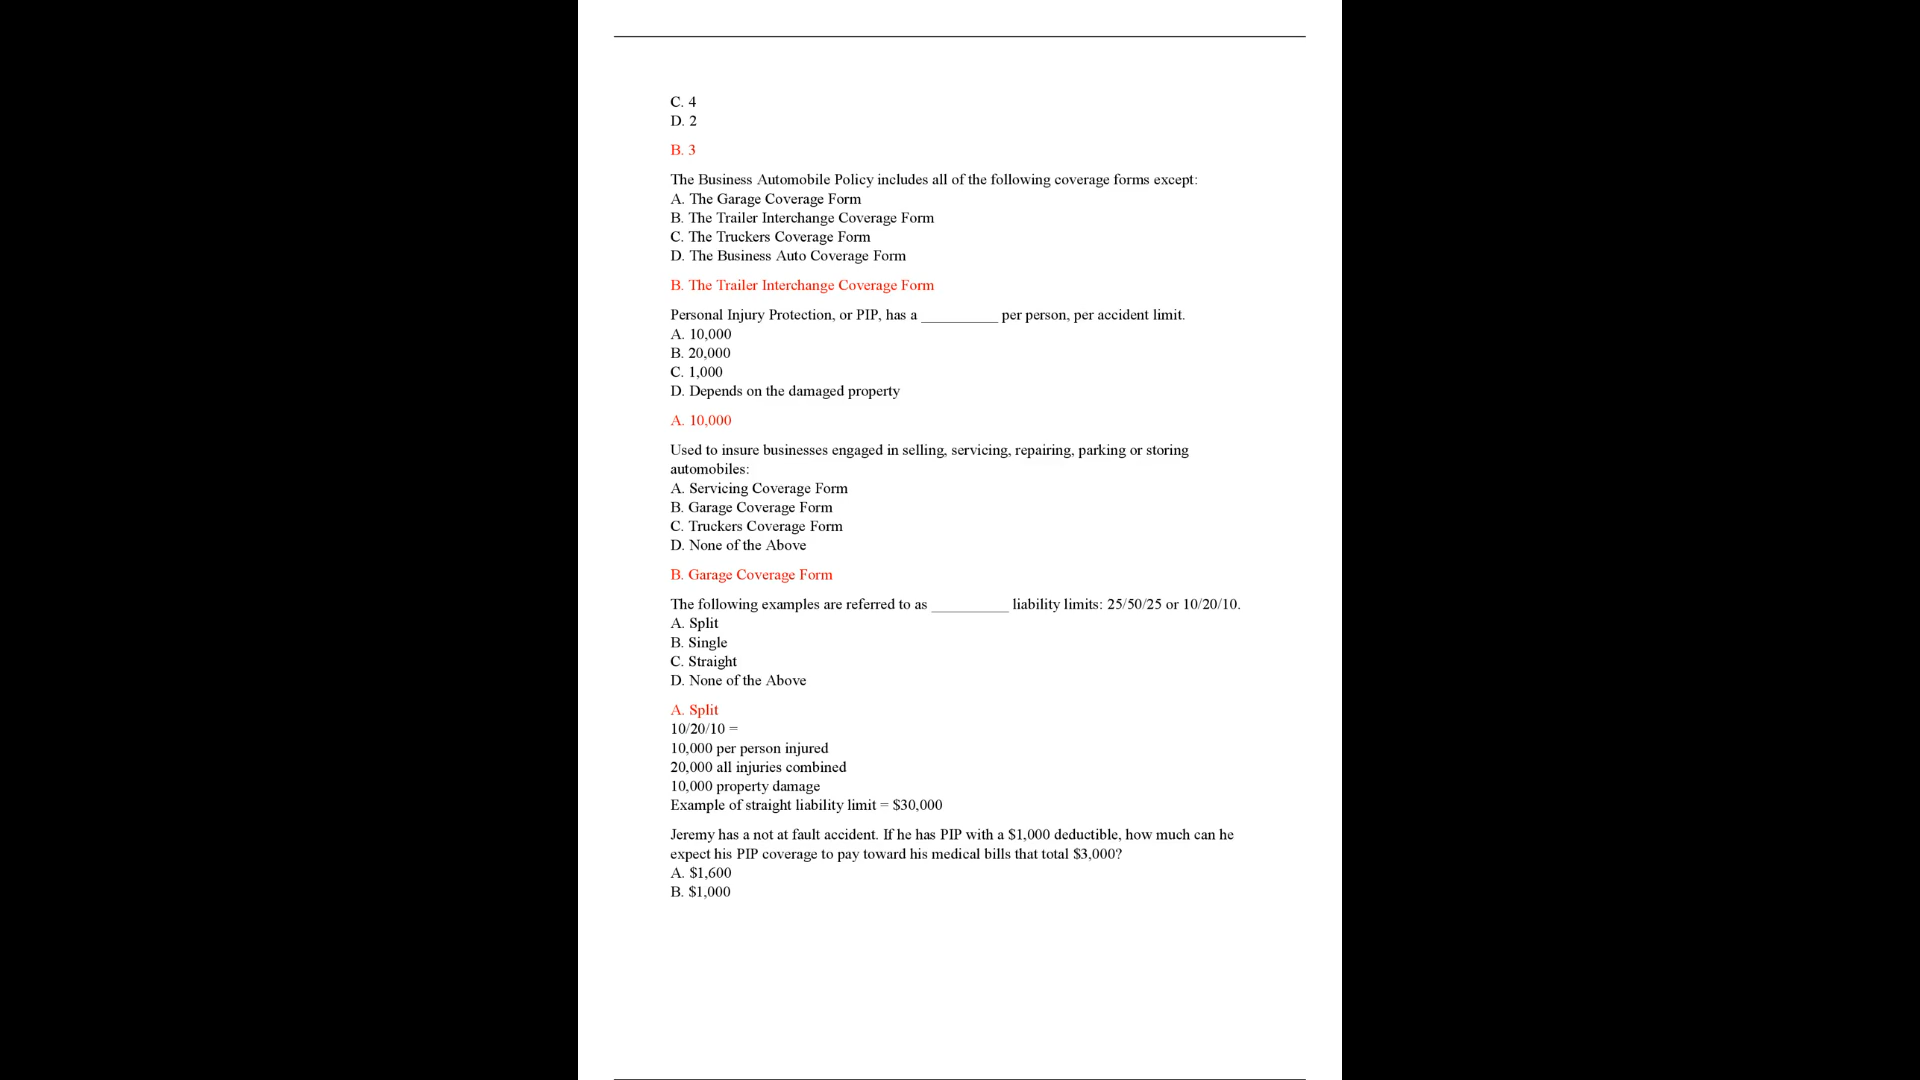 C. 4
D. 2
B. 3
The Business Automobile Policy includes all of the following coverage forms except:
A. The Garage Coverage Form
B. The Trailer Interchange Coverage Form
C. The Truckers Coverage Form
D. The Business Auto Coverage Form
B. The Trailer Interchange Coverage Form
Personal Injury Protection, or PIP, has a __________ per person, per accident limit.
A. 10,000
B. 20,000
C. 1,000
D. Depends on the damaged property
A. 10,000
Used to insure businesses engaged in selling, servicing, repairing, parking or storing
automobiles:
A. Servicing Coverage Form
B. Garage Coverage Form
C. Truckers Coverage Form
D. None of the Above
B. Garage Coverage Form
The following examples are referred to as __________ liability limits: 25/50/25 or 10/20/10.
A. Split
B. Single
C. Straight
D. None of the Above
A. Split
10/20/10 =
10,000 per person injured
20,000 all injuries combined
10,000 property damage
Example of straight liability limit = $30,000
Jeremy has a not at fault accident. If he has PIP with a $1,000 deductible, how much can he
expect his PIP coverage to pay toward his medical bills that total $3,000?
A. $1,600
B. $1,000